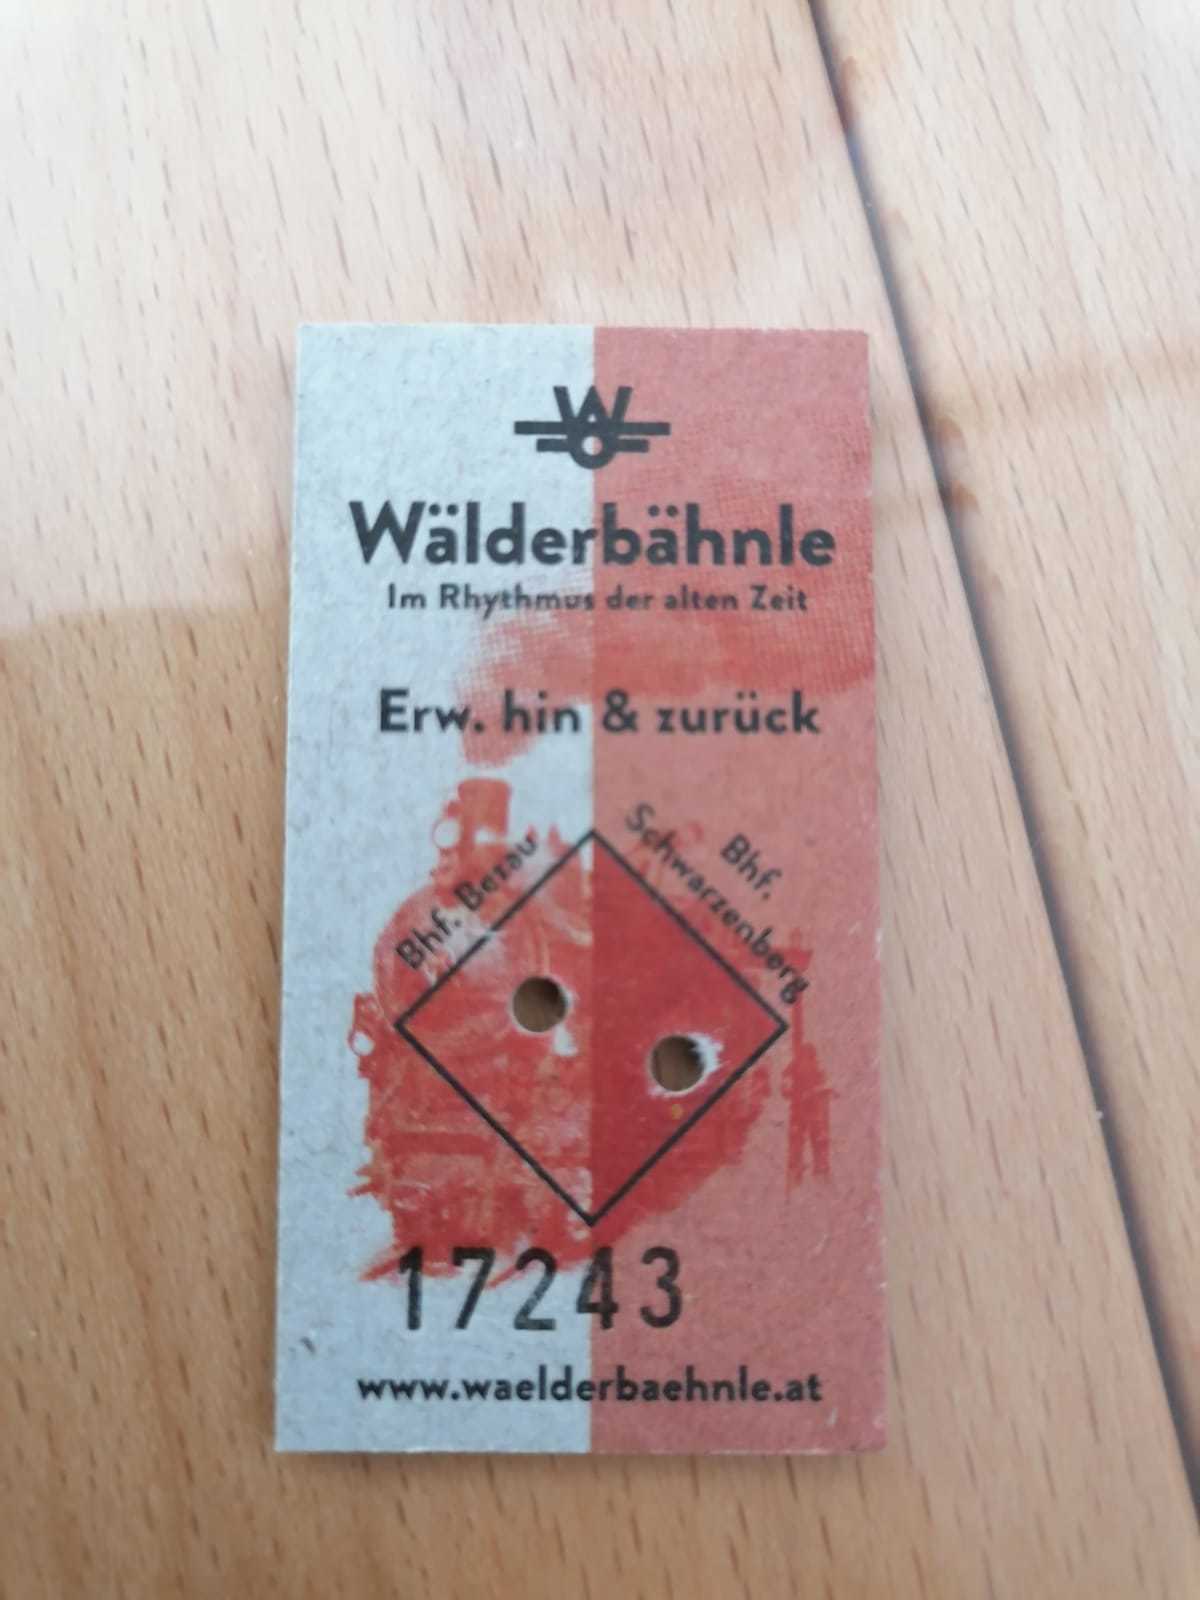 Wälderbähnle
Im Rhythmus der alten Zeit
Erw. hin & zurück
Bhf. Bezau
Bhf.
Schwarzenberg
17243
www.waelderbaehnle.at